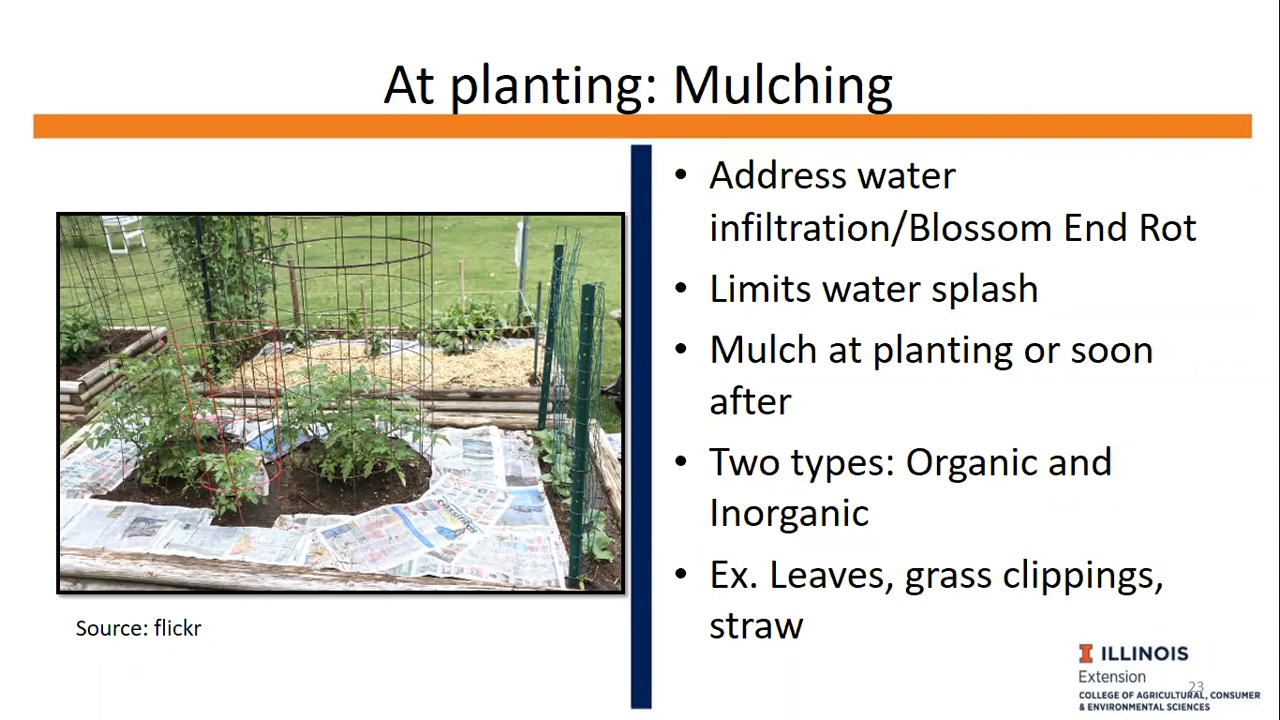 At planting: Mulching
• Address water
infiltration/Blossom End Rot
• Limits water splash
• Mulch at planting or soon
after
• Two types: Organic and
Inorganic
• Ex. Leaves, grass clippings,
straw
Source: flickr
I ILLINOIS
Extension
23
COLLEGE OF AGRICULTURAL, CONSUMER
& ENVIRONMENTAL SCIENCES